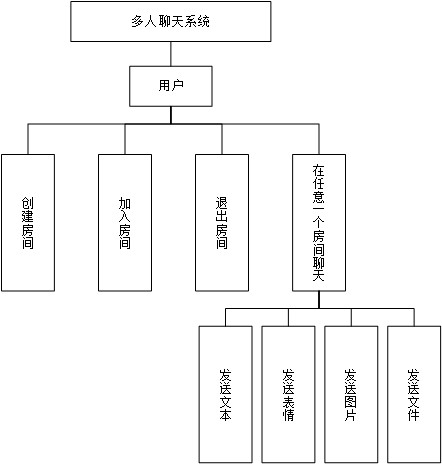 多人聊天系统
用户
创建房间
加入房间
退出房间
在任意一个房间聊天
发送文本
发送表情
发送图片
发送文件